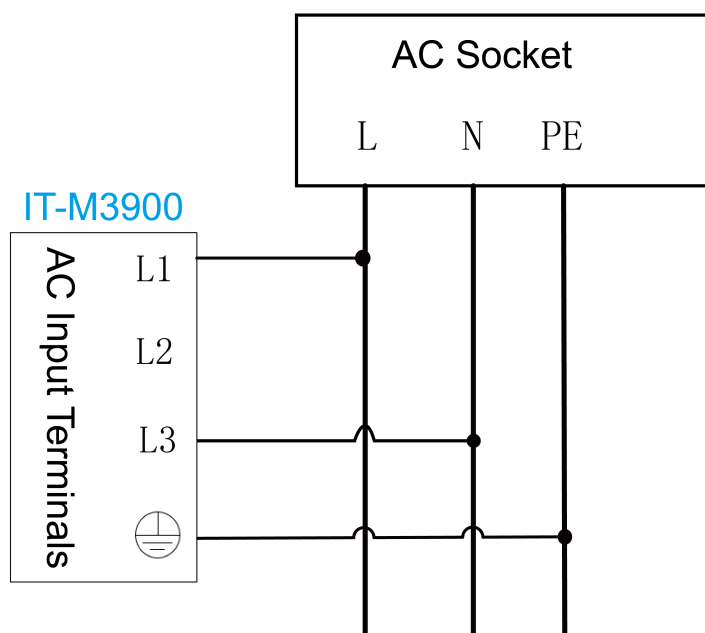 AC Socket
L N PE
IT-M3900
AC Input Terminals
L1
L2
L3